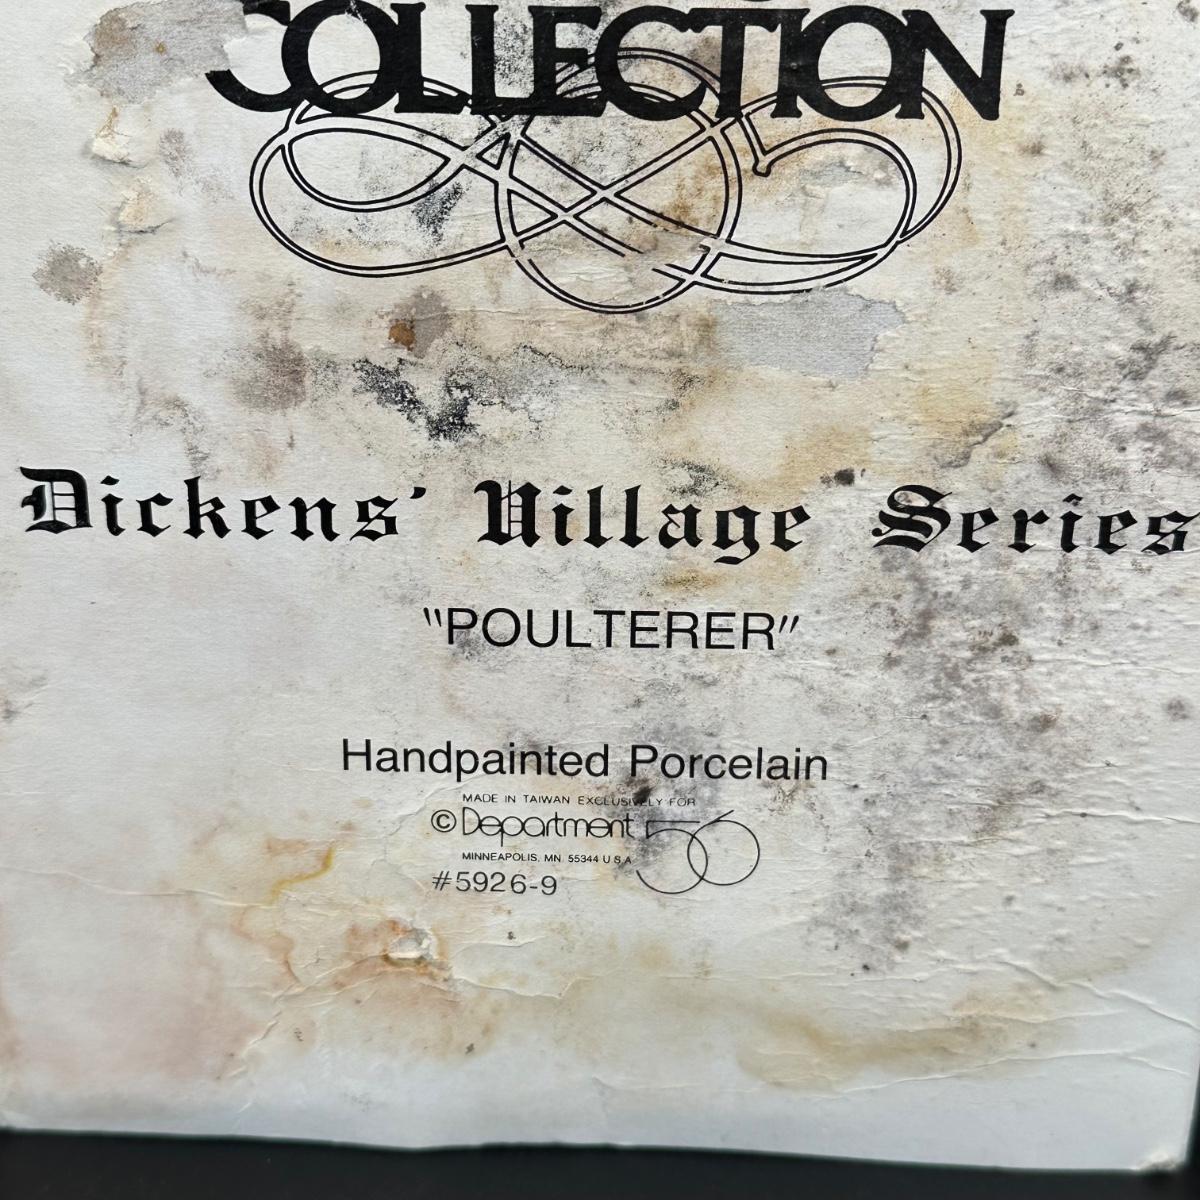 COLLECTION
Dickens' Village Series
"POULTERER"
Handpainted Porcelain
MADE IN TAIWAN EXCLUSIVELY FOR
© Department 56
MINNEAPOLIS, MN 55344 U S A
#5926-9